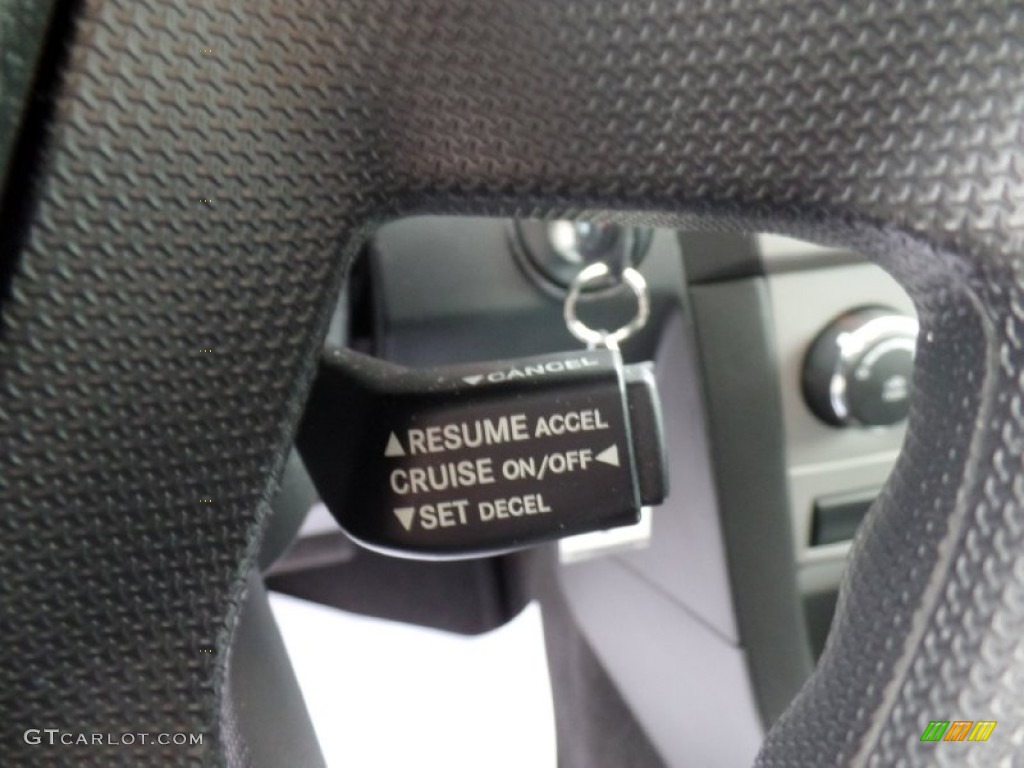 ▼CANCEL
▲RESUME ACCEL
CRUISE ON/OFF◀
▼SET DECEL
GTCARLOT.COM